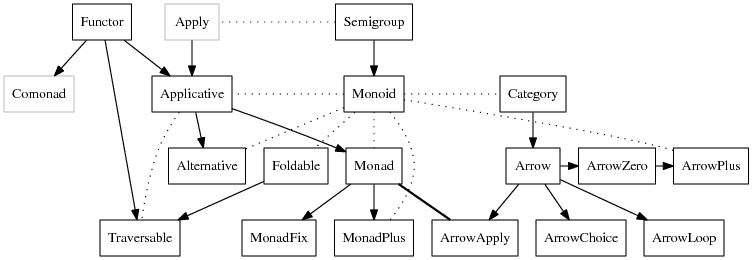 Functor
Apply
Semigroup
Comonad
Applicative
Monoid
Category
Alternative
Foldable
Monad
Arrow
ArrowZero
ArrowPlus
Traversable
MonadFix
MonadPlus
ArrowApply
ArrowChoice
ArrowLoop